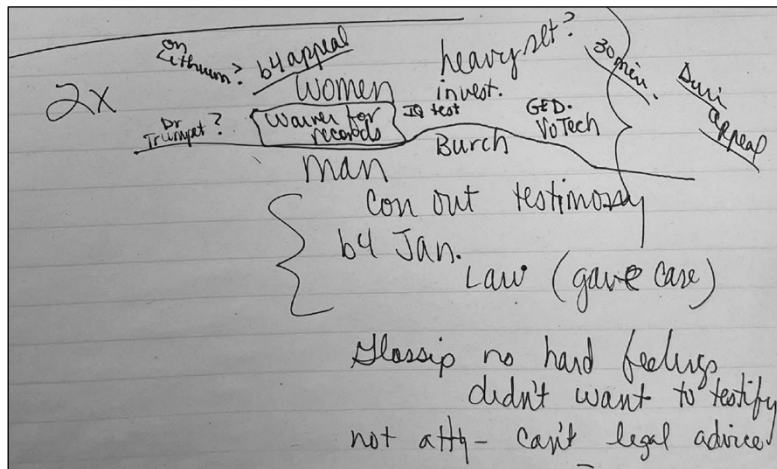 on Lithium? b4 appeal heavy set? 30 min.
2x women invest. Duri appeal
Dr Trumpet? waiver for records IQ test GED. VoTech
man Burch
con out testimony
b4 Jan.
Law (gave case)
Glossip no hard feelings
didn't want to testify
not atty - can't legal advice